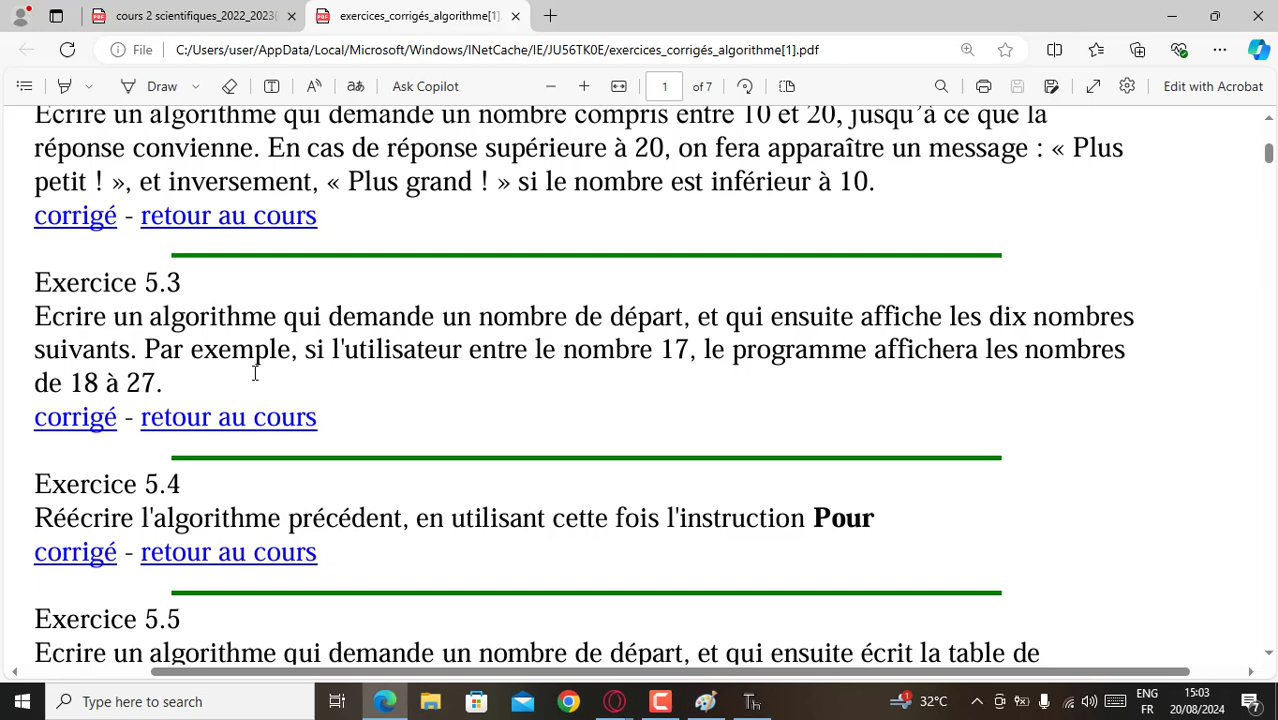 cours 2 scientifiques_2022_2023(
exercices_corrigés_algorithme[1].
File
C:/Users/user/AppData/Local/Microsoft/Windows/INetCache/IE/JU56TK0E/exercices_corrigés_algorithme[1].pdf
Draw
Ask Copilot
1
of 7
Edit with Acrobat
Ecrire un algorithme qui demande un nombre compris entre 10 et 20, jusqu’à ce que la
réponse convienne. En cas de réponse supérieure à 20, on fera apparaître un message : « Plus
petit ! », et inversement, « Plus grand ! » si le nombre est inférieur à 10.
corrigé - retour au cours
Exercice 5.3
Ecrire un algorithme qui demande un nombre de départ, et qui ensuite affiche les dix nombres
suivants. Par exemple, si l'utilisateur entre le nombre 17, le programme affichera les nombres
de 18 à 27.
corrigé - retour au cours
Exercice 5.4
Réécrire l'algorithme précédent, en utilisant cette fois l'instruction Pour
corrigé - retour au cours
Exercice 5.5
Ecrire un algorithme qui demande un nombre de départ, et qui ensuite écrit la table de
Type here to search
32°C
ENG
FR
15:03
20/08/2024